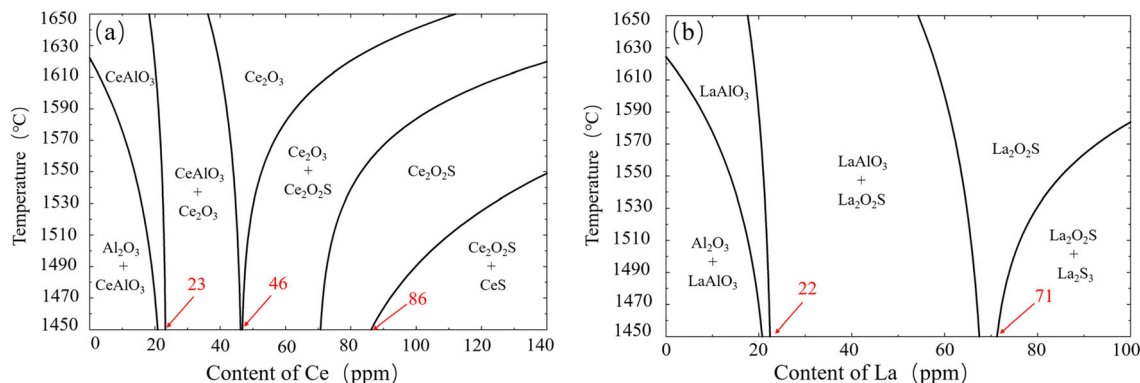 (a)
1650
1630
1610
1590
1570
1550
1530
1510
1490
1470
1450
Temperature (℃)
CeAlO₃
Ce₂O₃
Ce₂O₃
+
Ce₂O₂S
Ce₂O₂S
CeAlO₃
+
Ce₂O₃
Al₂O₃
+
CeAlO₃
Ce₂O₂S
+
CeS
23
46
86
0 20 40 60 80 100 120 140
Content of Ce (ppm)
(b)
1650
1630
1610
1590
1570
1550
1530
1510
1490
1470
1450
Temperature (℃)
LaAlO₃
LaAlO₃
+
La₂O₂S
La₂O₂S
Al₂O₃
+
LaAlO₃
La₂O₂S
+
La₂S₃
22
71
0 20 40 60 80 100
Content of La (ppm)